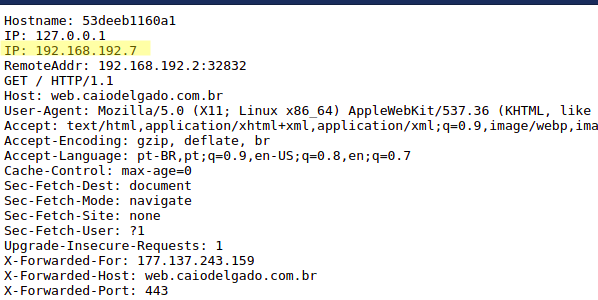 Hostname: 53deeb1160a1
IP: 127.0.0.1
IP: 192.168.192.7
RemoteAddr: 192.168.192.2:32832
GET / HTTP/1.1
Host: web.caiodelgado.com.br
User-Agent: Mozilla/5.0 (X11; Linux x86_64) AppleWebKit/537.36 (KHTML, like
Accept: text/html,application/xhtml+xml,application/xml;q=0.9,image/webp,ima
Accept-Encoding: gzip, deflate, br
Accept-Language: pt-BR,pt;q=0.9,en-US;q=0.8,en;q=0.7
Cache-Control: max-age=0
Sec-Fetch-Dest: document
Sec-Fetch-Mode: navigate
Sec-Fetch-Site: none
Sec-Fetch-User: ?1
Upgrade-Insecure-Requests: 1
X-Forwarded-For: 177.137.243.159
X-Forwarded-Host: web.caiodelgado.com.br
X-Forwarded-Port: 443